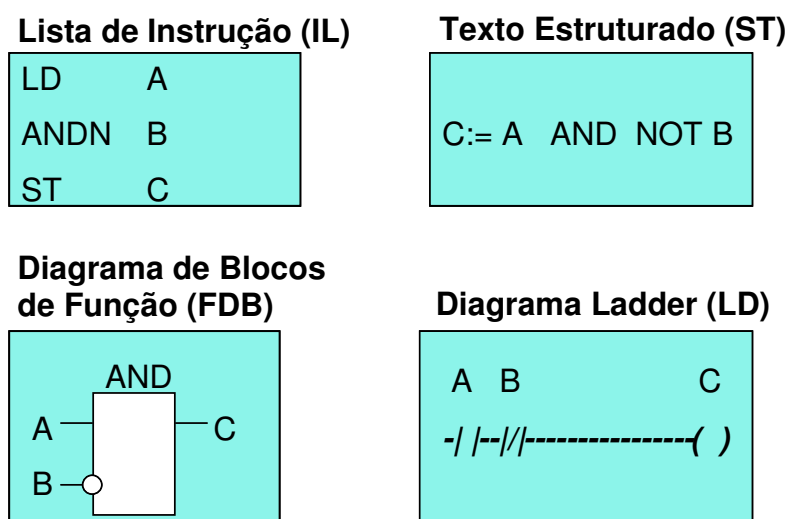 Lista de Instrução (IL)
LD A
ANDN B
ST C
Texto Estruturado (ST)
C:= A AND NOT B
Diagrama de Blocos
de Função (FDB)
AND
A
C
B
Diagrama Ladder (LD)
A B C
-| |--|/|----------------( )